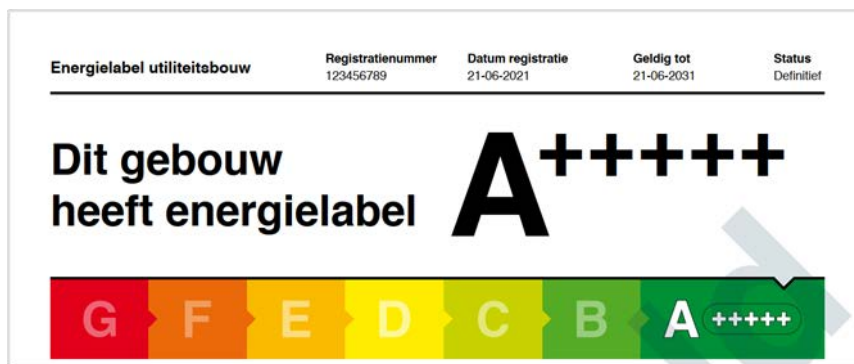 Energielabel utiliteitsbouw
Registratienummer
123456789
Datum registratie
21-06-2021
Geldig tot
21-06-2031
Status
Definitief
Dit gebouw
heeft energielabel
A+++++
G F E D C B A +++++